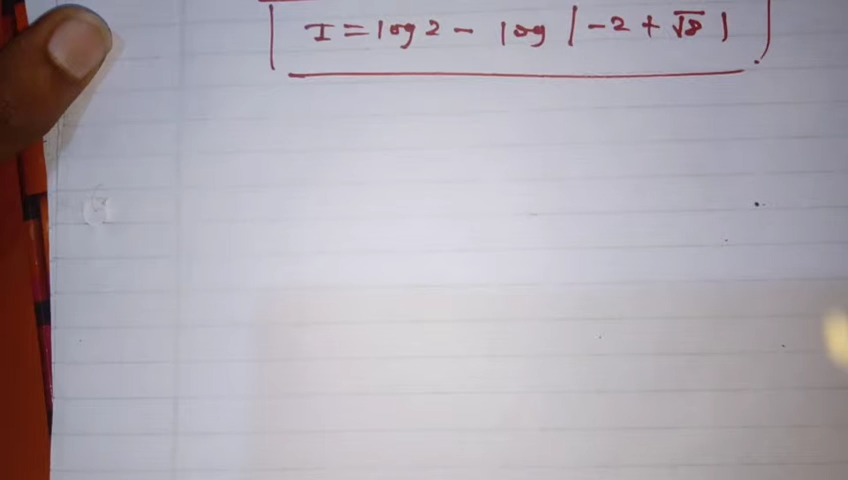 I = log 2 - log |-2 + √8|